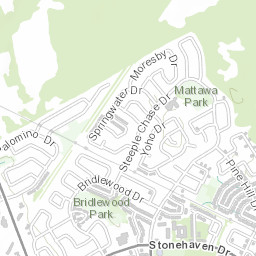 Moresby Dr
Springwater Dr
Mattawa
Park
Steeple Chase Dr
Yoho Dr
Palomino Dr
Pine Hill Dr
Bridlewood Dr
Bridlewood
Park
Stonehaven Dr